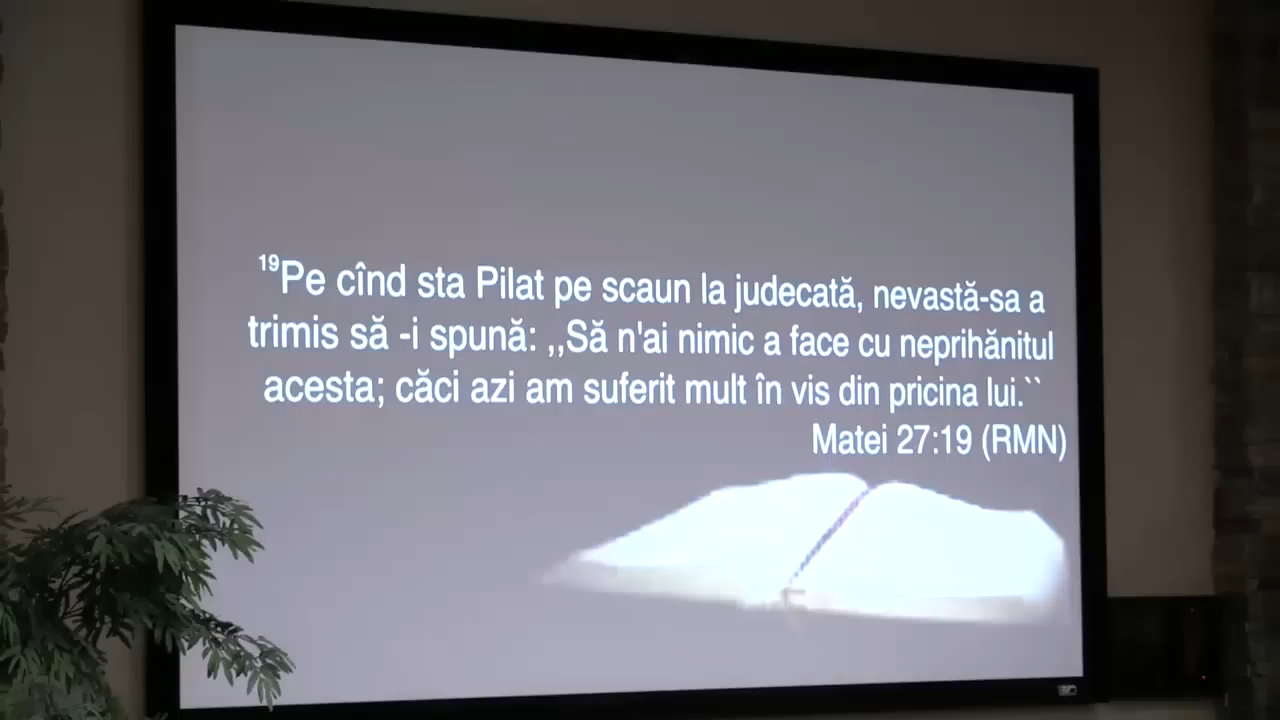 19Pe cînd sta Pilat pe scaun la judecată, nevastă-sa a
trimis să -i spună: ,,Să n'ai nimic a face cu neprihănitul
acesta; căci azi am suferit mult în vis din pricina lui.``
Matei 27:19 (RMN)